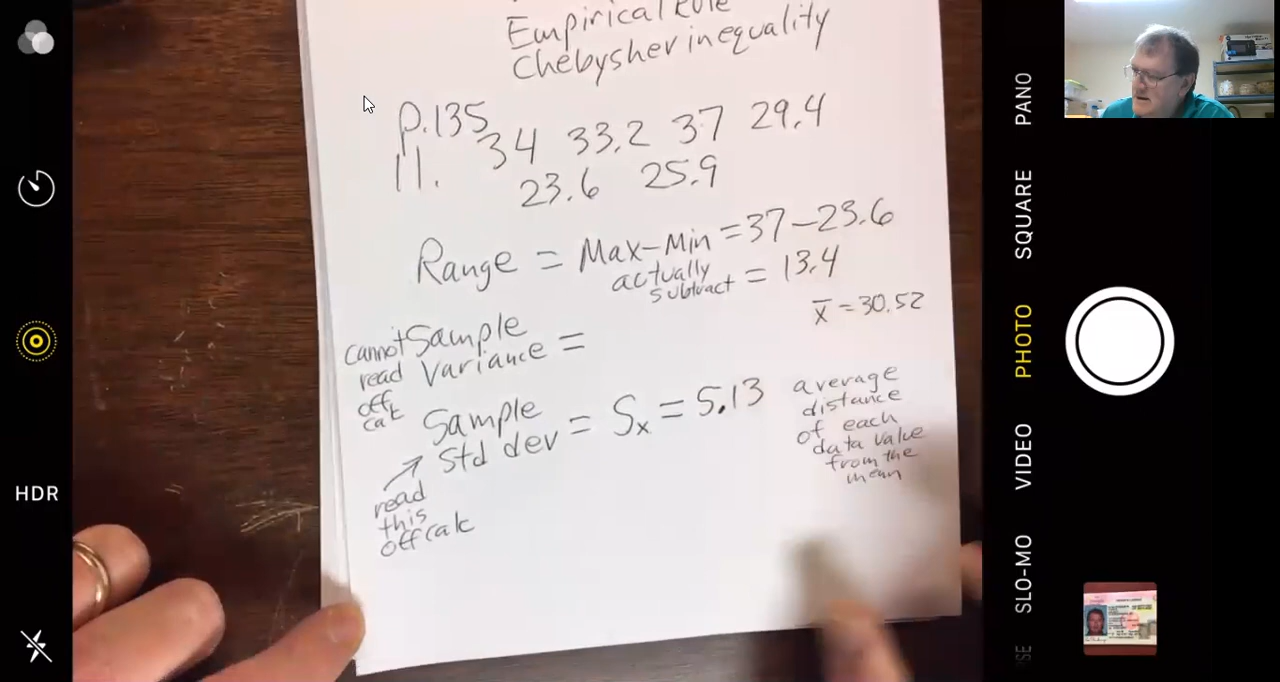 Empirical Rule
Chebysher inequality
p.135
11. 34 33.2 37 29.4
23.6 25.9
Range = Max-Min = 37-23.6
actually subtract = 13.4
x̄ = 30.52
cannot read off calc
Sample Variance =
Sample Std dev = Sx = 5.13
average
distance
of each
data value
from the
mean
read
this
off calc
HDR
PANO
SQUARE
PHOTO
VIDEO
SLO-MO